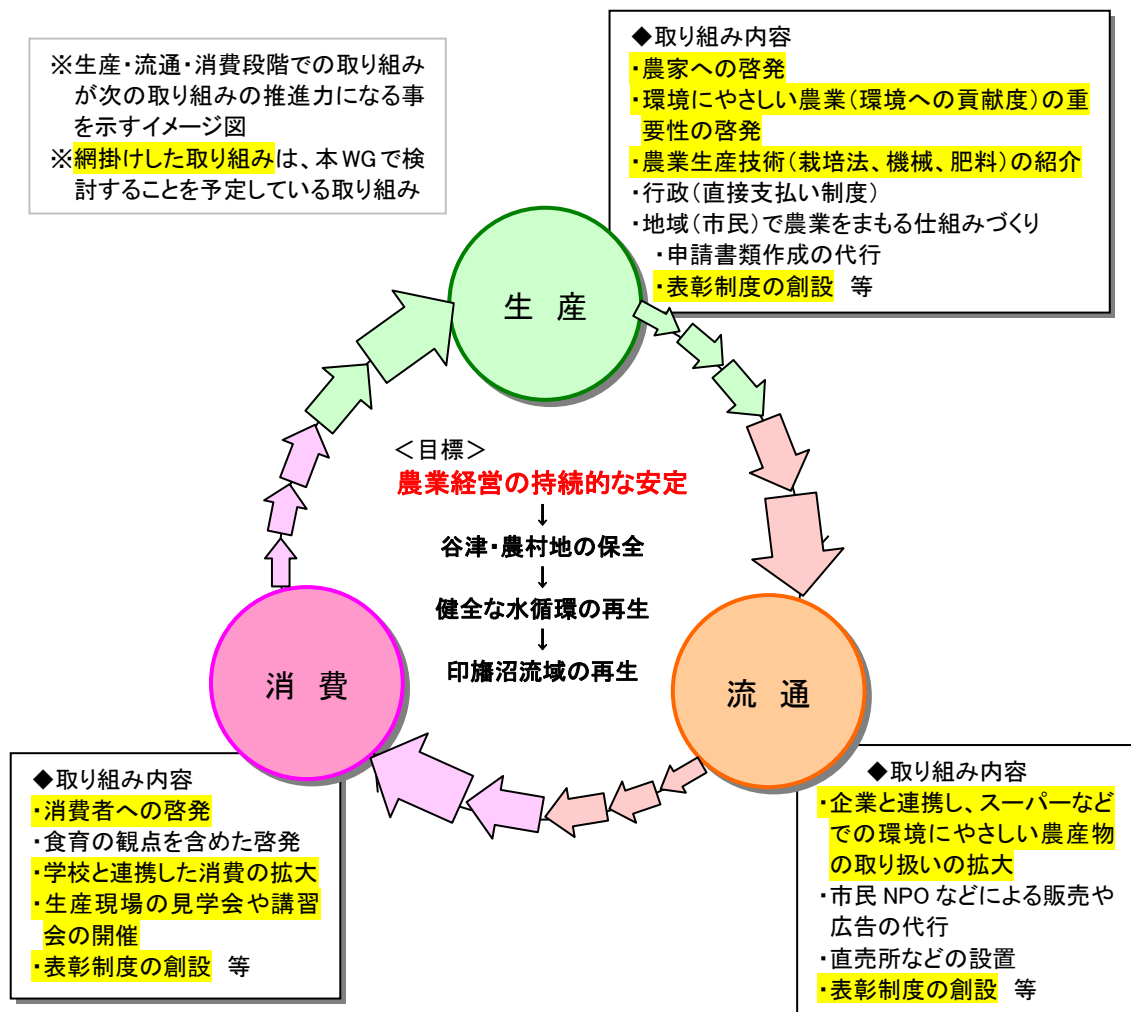 ※生産・流通・消費段階での取り組み
が次の取り組みの推進力になる事
を示すイメージ図
※網掛けした取り組みは、本WGで検
討することを予定している取り組み
◆取り組み内容
・農家への啓発
・環境にやさしい農業(環境への貢献度)の重
要性の啓発
・農業生産技術(栽培法、機械、肥料)の紹介
・行政(直接支払い制度)
・地域(市民)で農業をまもる仕組みづくり
・申請書類作成の代行
・表彰制度の創設 等
生 産
<目標>
農業経営の持続的な安定
↓
谷津・農村地の保全
↓
健全な水循環の再生
↓
印旛沼流域の再生
消 費
流 通
◆取り組み内容
・消費者への啓発
・食育の観点を含めた啓発
・学校と連携した消費の拡大
・生産現場の見学会や講習
会の開催
・表彰制度の創設 等
◆取り組み内容
・企業と連携し、スーパーなど
での環境にやさしい農産物
の取り扱いの拡大
・市民 NPO などによる販売や
広告の代行
・直売所などの設置
・表彰制度の創設 等